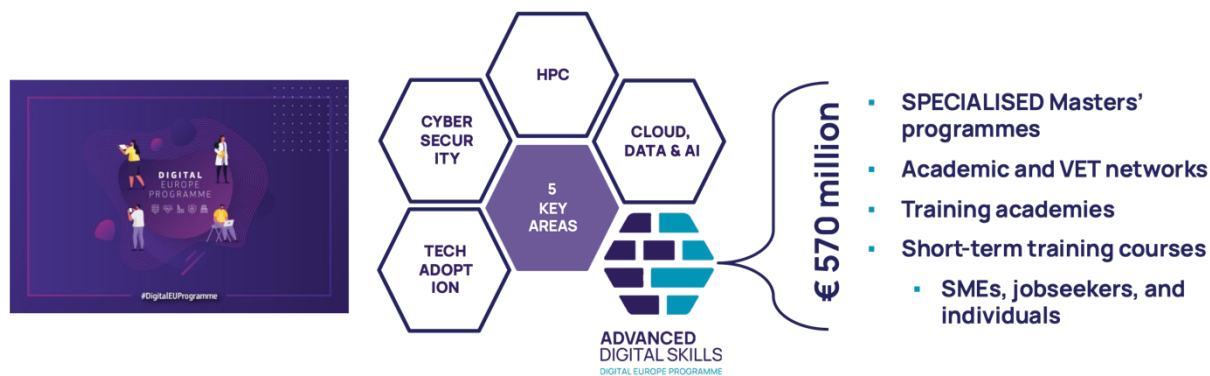 DIGITAL
EUROPE
PROGRAMME
#DigitalEUProgramme
HPC
CYBER
SECUR
ITY
CLOUD,
DATA & AI
5
KEY
AREAS
TECH
ADOPT
ION
ADVANCED
DIGITAL SKILLS
DIGITAL EUROPE PROGRAMME
€ 570 million
▪ SPECIALISED Masters'
programmes
▪ Academic and VET networks
▪ Training academies
▪ Short-term training courses
▪ SMEs, jobseekers, and
individuals